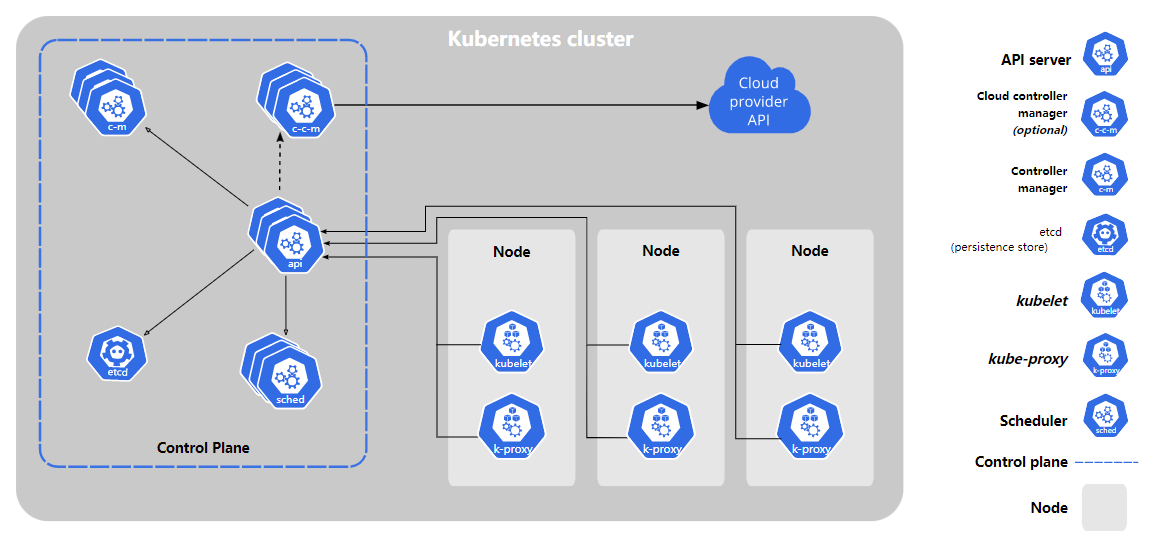 Kubernetes cluster
c-m
c-c-m
Cloud
provider
API
api
etcd
sched
Control Plane
Node
kubelet
k-proxy
Node
kubelet
k-proxy
Node
kubelet
k-proxy
API server
api
Cloud controller
manager
(optional)
c-c-m
Controller
manager
c-m
etcd
(persistence store)
etcd
kubelet
kubelet
kube-proxy
k-proxy
Scheduler
sched
Control plane
Node